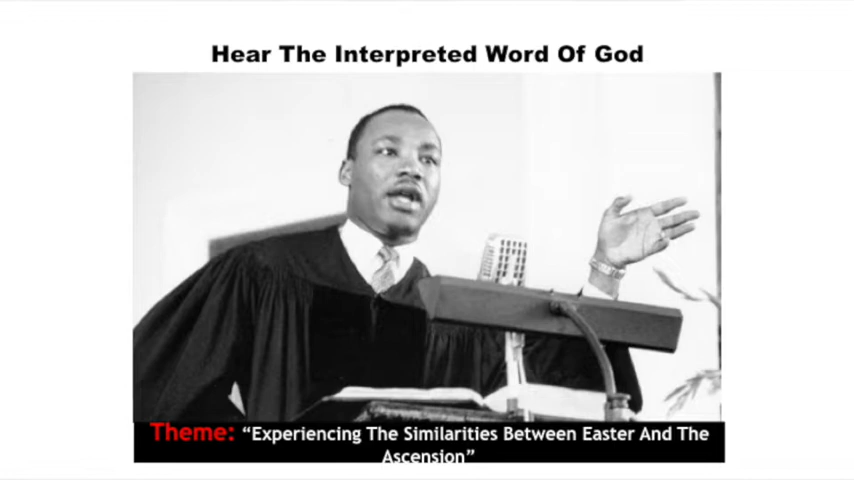 Hear The Interpreted Word Of God
Theme: “Experiencing The Similarities Between Easter And The
Ascension”